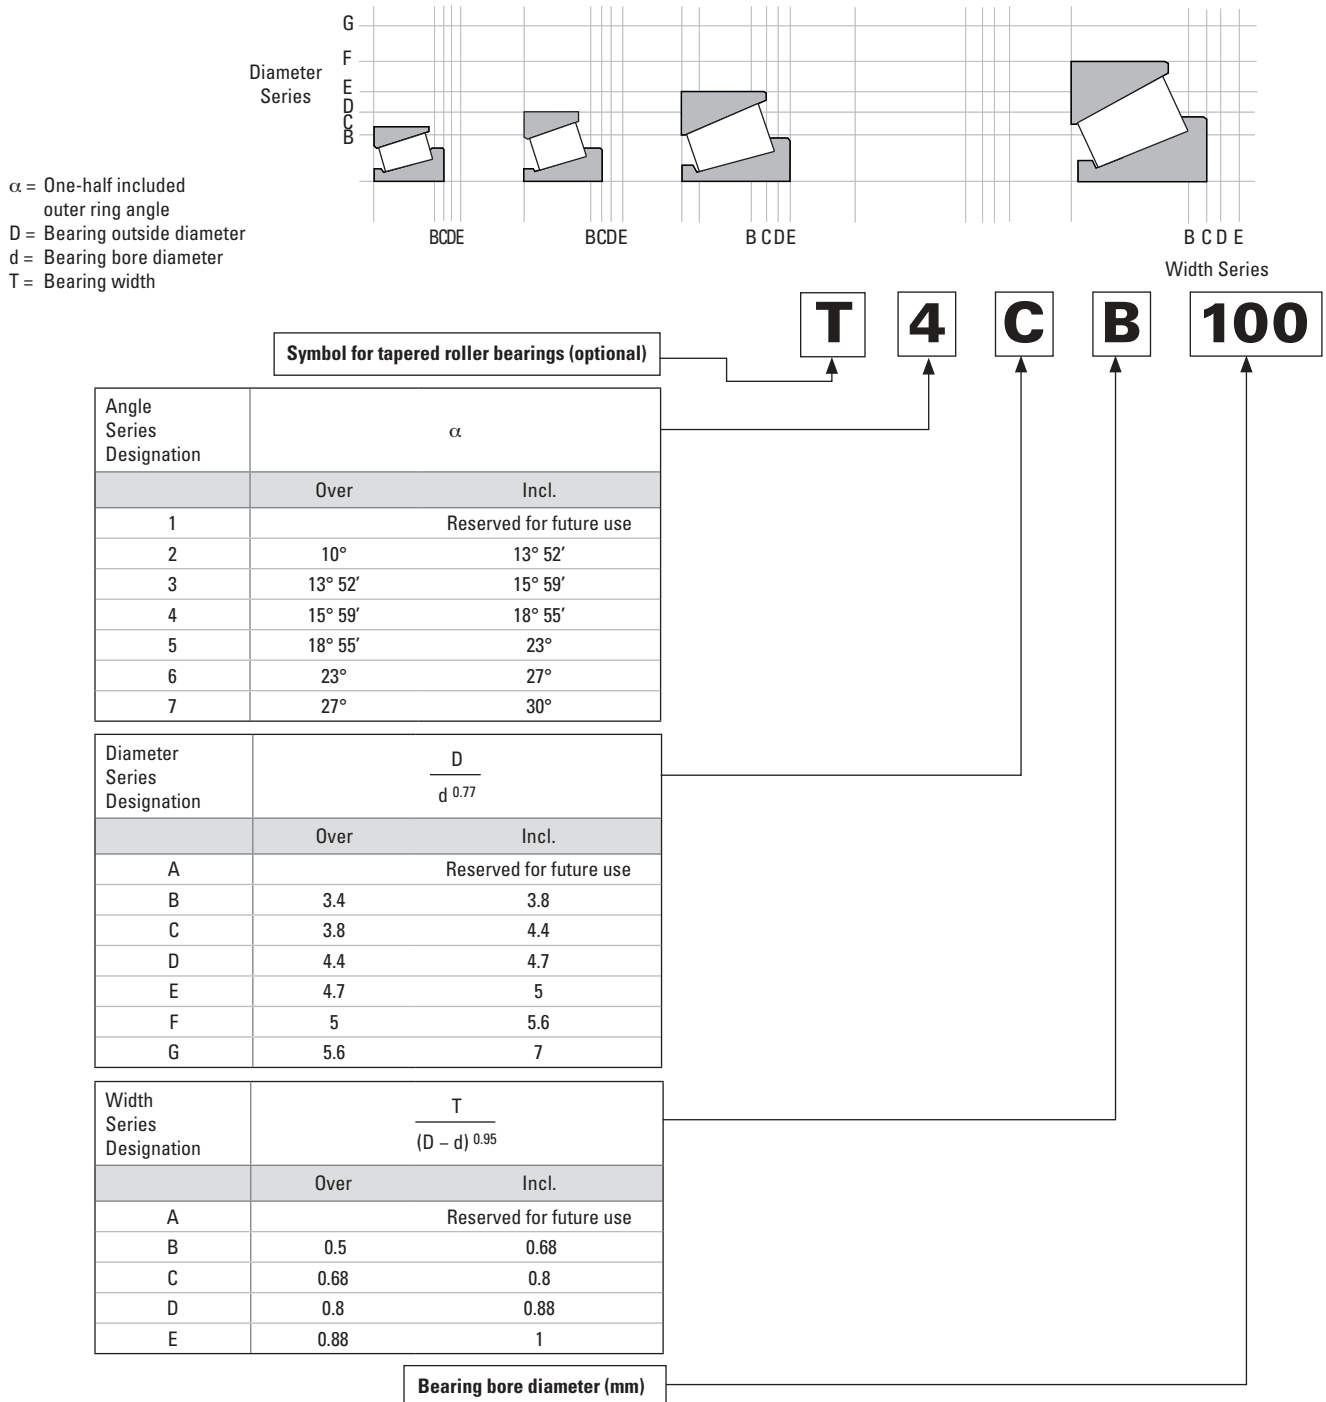 G
F
E
D
C
B
Diameter
Series
α = One-half included
outer ring angle
D = Bearing outside diameter
d = Bearing bore diameter
T = Bearing width
BCDE BCDE B C D E B C D E
Width Series
T 4 C B 100
Symbol for tapered roller bearings (optional)
Angle
Series
Designation
α
Over Incl.
1 Reserved for future use
2 10° 13° 52′
3 13° 52′ 15° 59′
4 15° 59′ 18° 55′
5 18° 55′ 23°
6 23° 27°
7 27° 30°
Diameter
Series
Designation
D
d 0.77
Over Incl.
A Reserved for future use
B 3.4 3.8
C 3.8 4.4
D 4.4 4.7
E 4.7 5
F 5 5.6
G 5.6 7
Width
Series
Designation
T
(D – d) 0.95
Over Incl.
A Reserved for future use
B 0.5 0.68
C 0.68 0.8
D 0.8 0.88
E 0.88 1
Bearing bore diameter (mm)